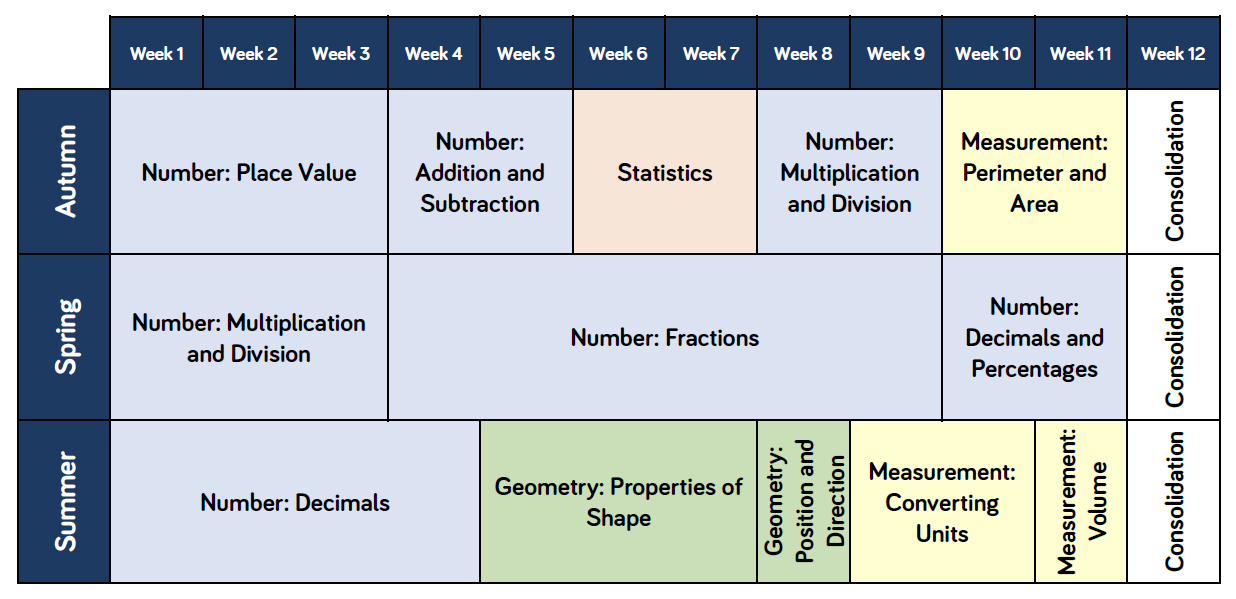 Week 1
Week 2
Week 3
Week 4
Week 5
Week 6
Week 7
Week 8
Week 9
Week 10
Week 11
Week 12
Autumn
Number: Place Value
Number:
Addition and
Subtraction
Statistics
Number:
Multiplication
and Division
Measurement:
Perimeter and
Area
Consolidation
Spring
Number: Multiplication
and Division
Number: Fractions
Number:
Decimals and
Percentages
Consolidation
Summer
Number: Decimals
Geometry: Properties of
Shape
Geometry:
Position and
Direction
Measurement:
Converting
Units
Measurement:
Volume
Consolidation